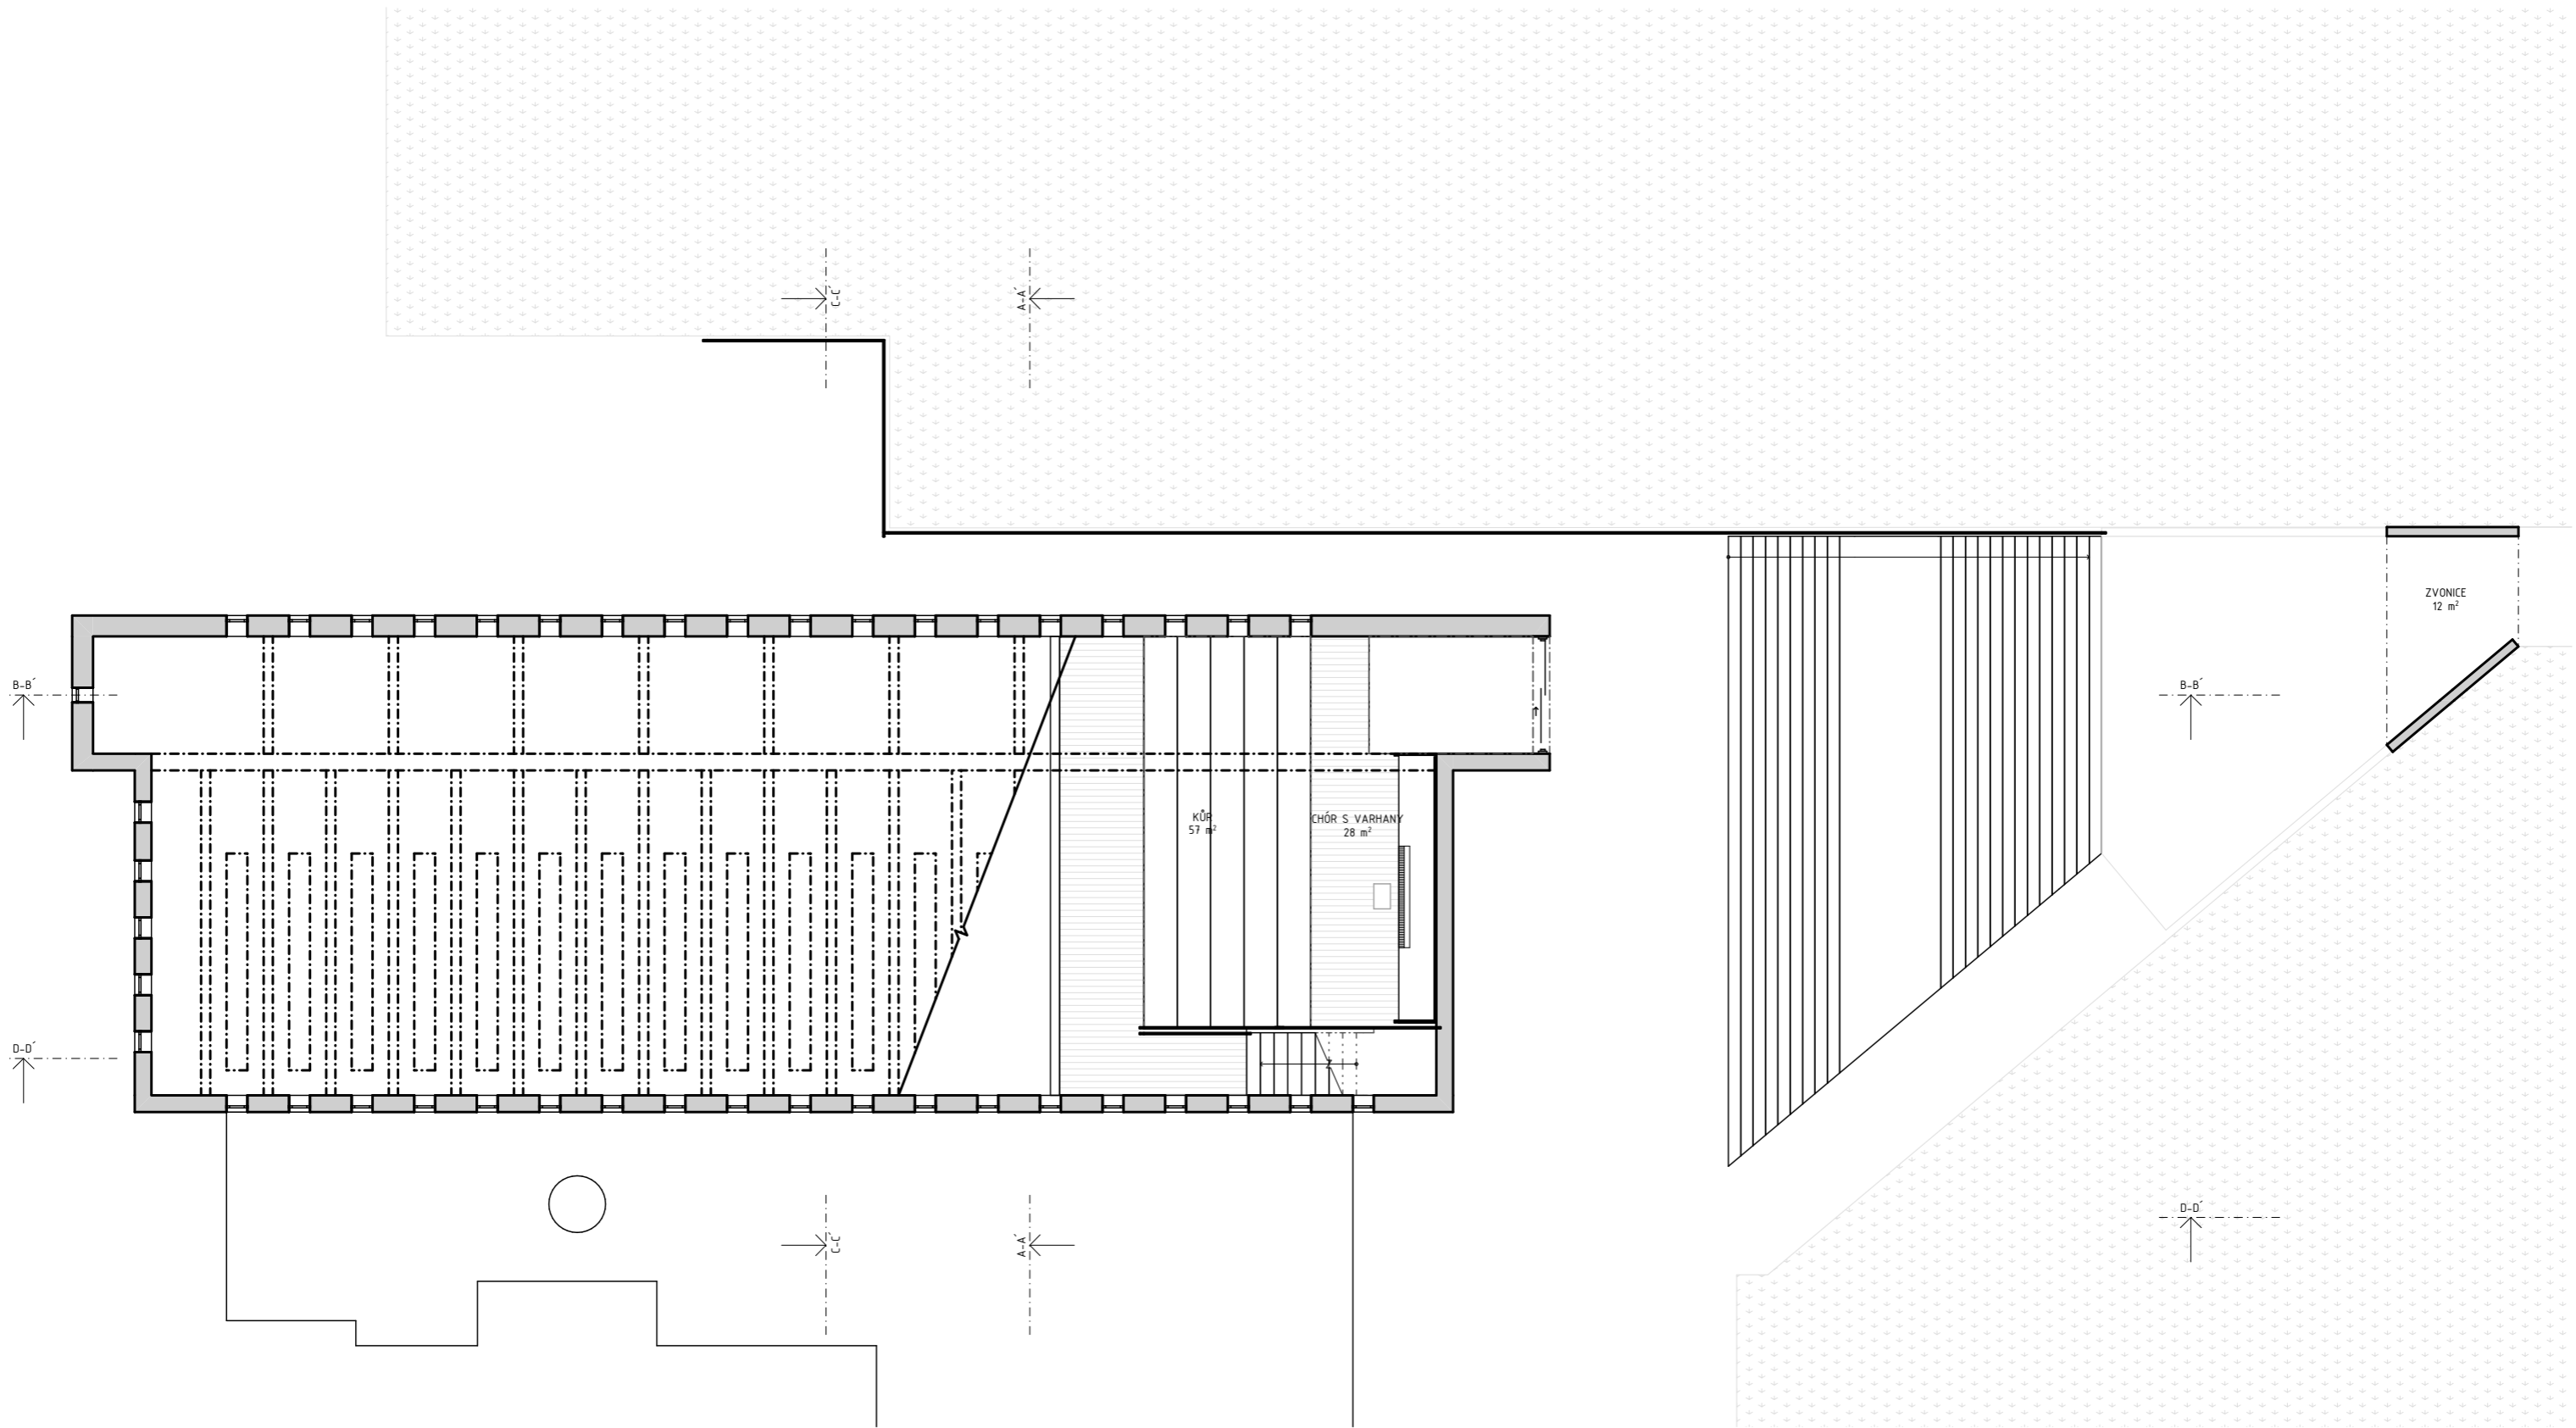 C-C´
A-A´
ZVONICE
12 m²
B-B´
B-B´
KŮR
57 m²
CHÓR S VARHANY
28 m²
D-D´
D-D´
C-C´
A-A´